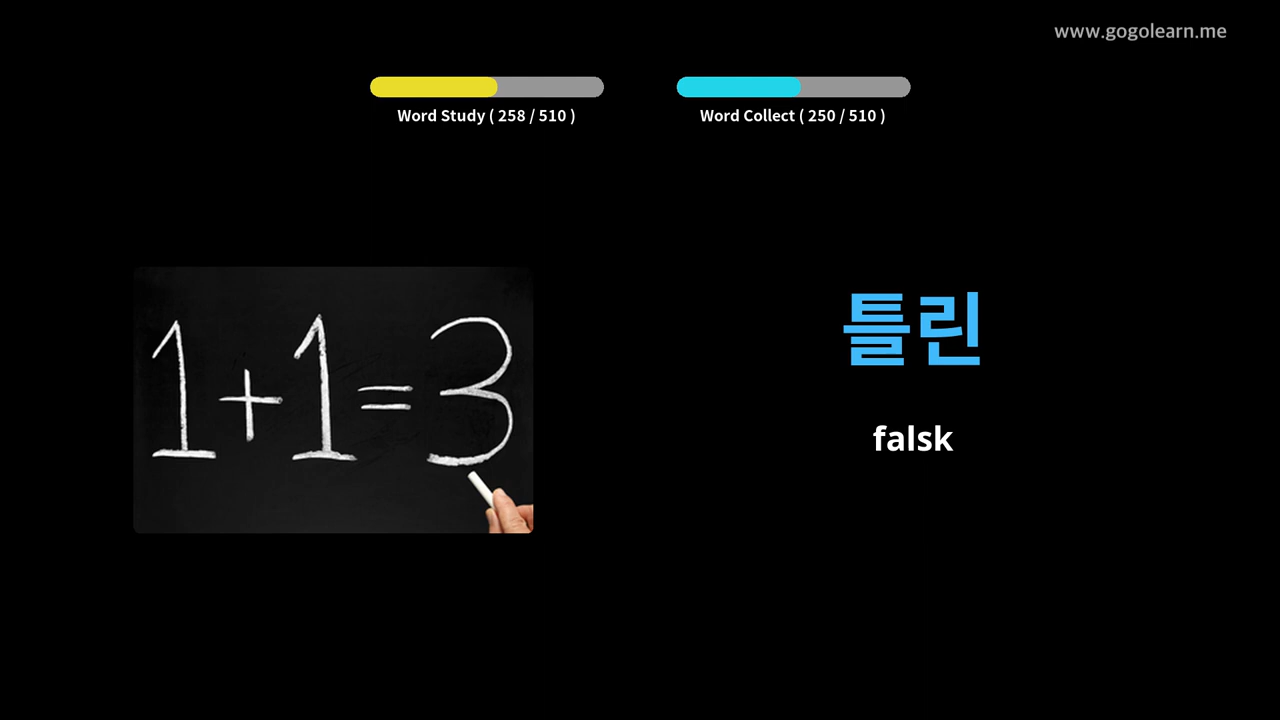 www.gogolearn.me
Word Study ( 258 / 510 )
Word Collect ( 250 / 510 )
1+1=3
틀린
falsk